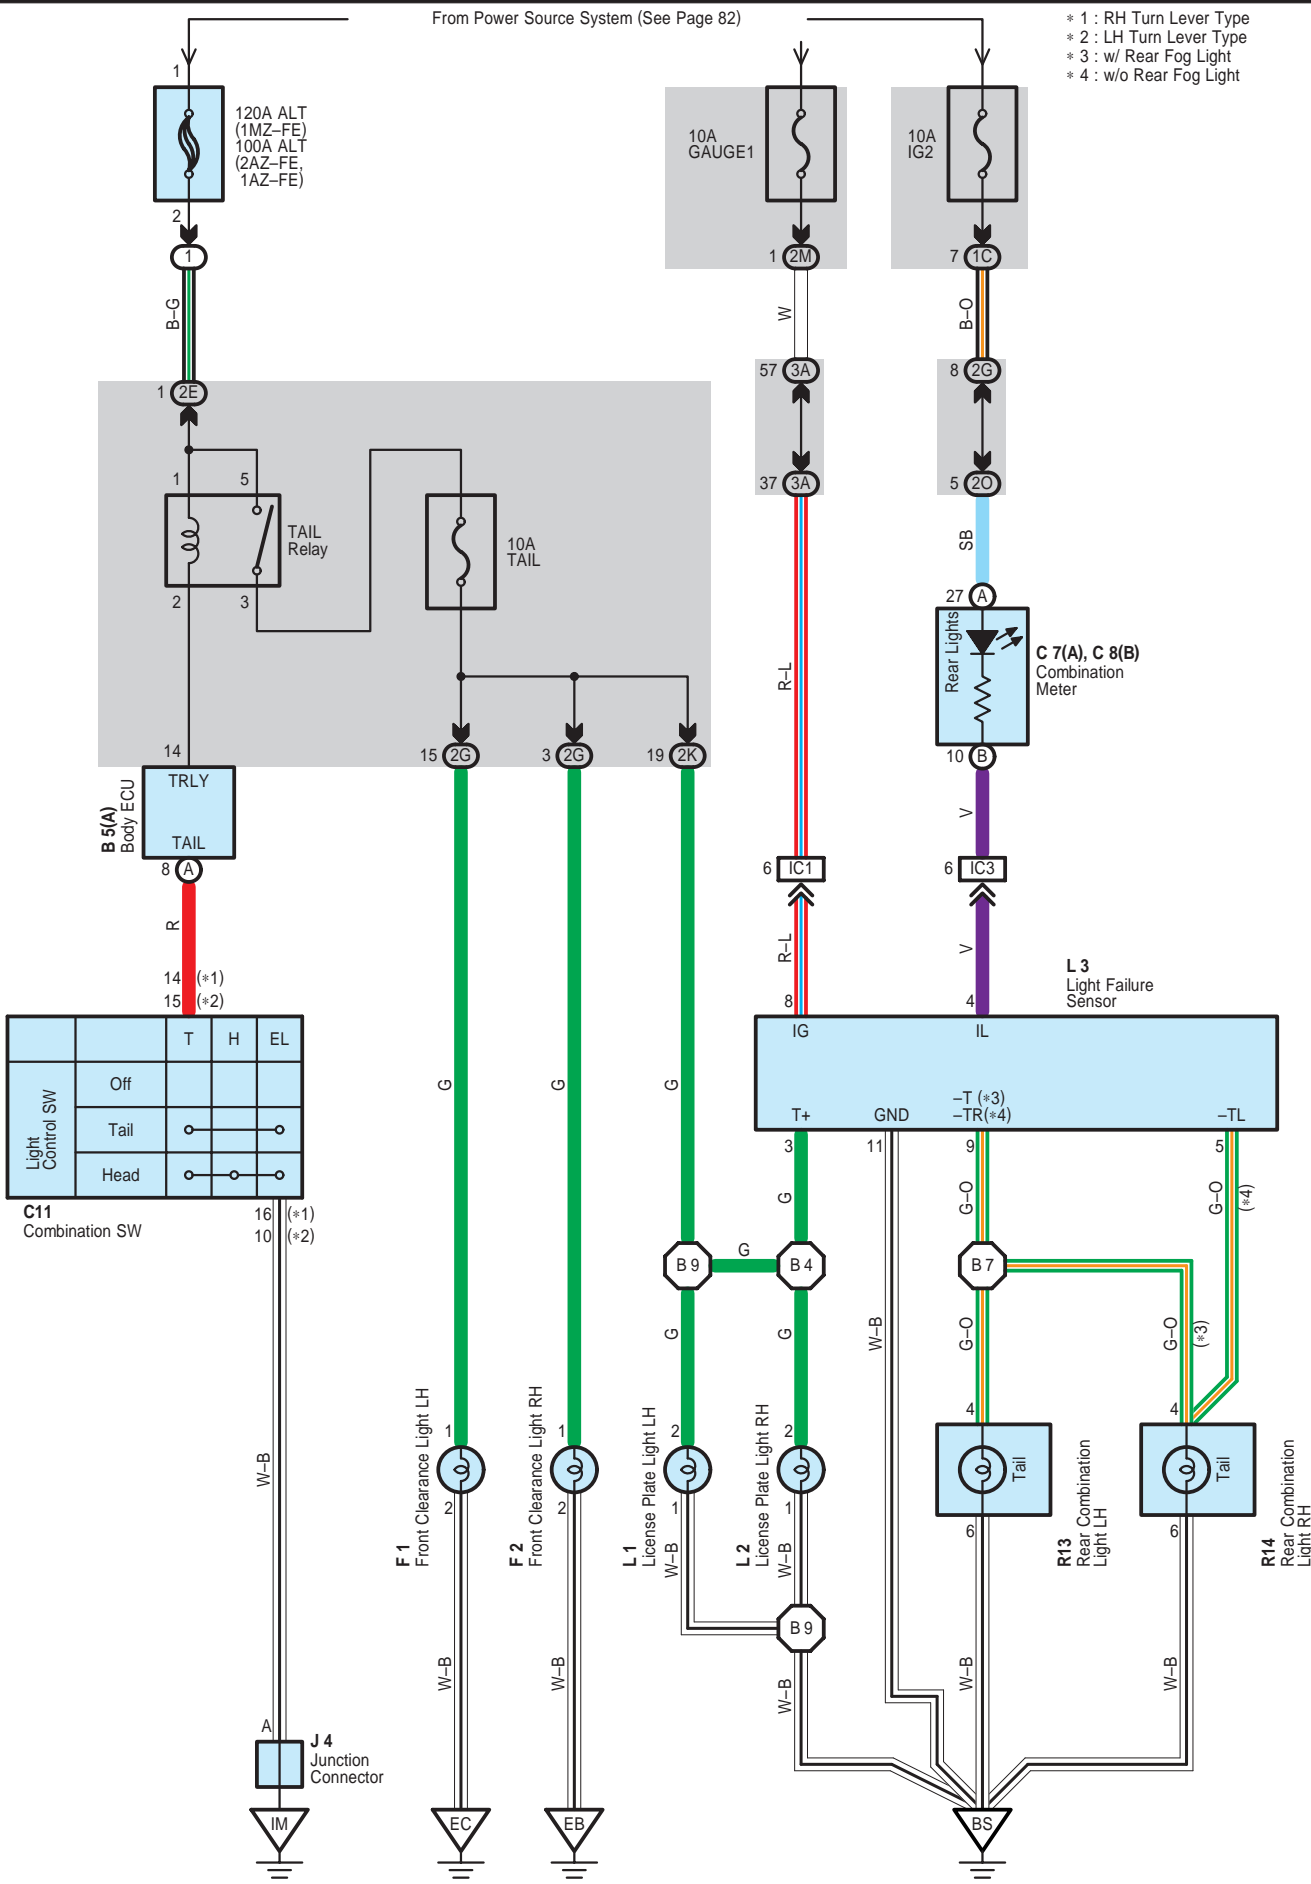 From Power Source System (See Page 82)
∗ 1 : RH Turn Lever Type
∗ 2 : LH Turn Lever Type
∗ 3 : w/ Rear Fog Light
∗ 4 : w/o Rear Fog Light
1
120A ALT
(1MZ–FE)
100A ALT
(2AZ–FE,
1AZ–FE)
2
1
B–G
10A
GAUGE1
1 2M
W
57 3A
37 3A
10A
IG2
7 1C
B–O
8 2G
5 2O
SB
1 2E
1
5
TAIL
Relay
2
3
10A
TAIL
14
15 2G
3 2G
19 2K
27 A
Rear Lights
C 7(A), C 8(B)
Combination
Meter
10 B
R–L
V
TRLY
TAIL
B 5(A)
Body ECU
8 A
R
14 (∗1)
15 (∗2)
6 IC1
6 IC3
R–L
V
8
4
L 3
Light Failure
Sensor
IG
IL
–T (∗3)
T+
GND
–TR(∗4)
–TL
3
11
9
5
T
H
EL
Light
Control SW
Off
Tail
Head
C11
Combination SW
16 (∗1)
10 (∗2)
G
G
G
G
G–O
G–O
(∗4)
B 9
G
B 4
B 7
G
G
W–B
G–O
G–O
(∗3)
W–B
1
F 1
Front Clearance Light LH
2
1
F 2
Front Clearance Light RH
2
2
L 1
License Plate Light LH
1
2
L 2
License Plate Light RH
1
4
Tail
6
R13
Rear Combination
Light LH
4
Tail
6
R14
Rear Combination
Light RH
W–B
W–B
B 9
W–B
W–B
W–B
W–B
W–B
A
J 4
Junction
Connector
IM
EC
EB
BS